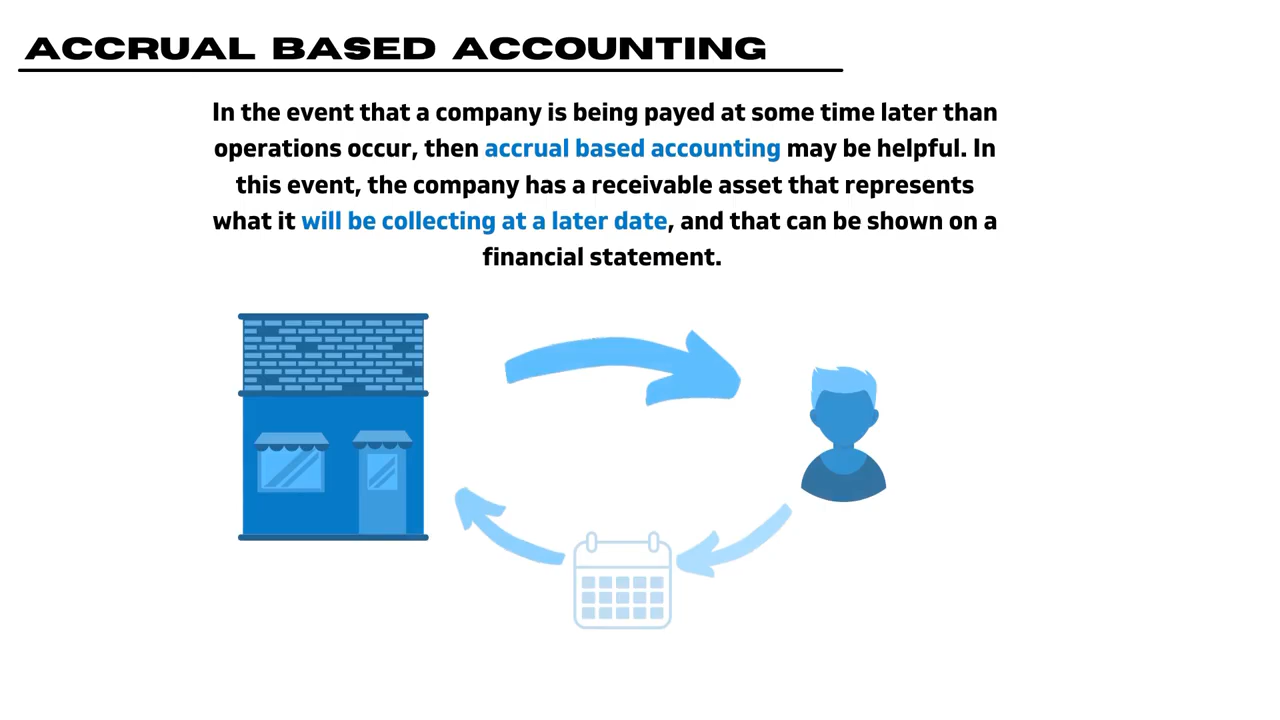 ACCRUAL BASED ACCOUNTING
In the event that a company is being payed at some time later than
operations occur, then accrual based accounting may be helpful. In
this event, the company has a receivable asset that represents
what it will be collecting at a later date, and that can be shown on a
financial statement.